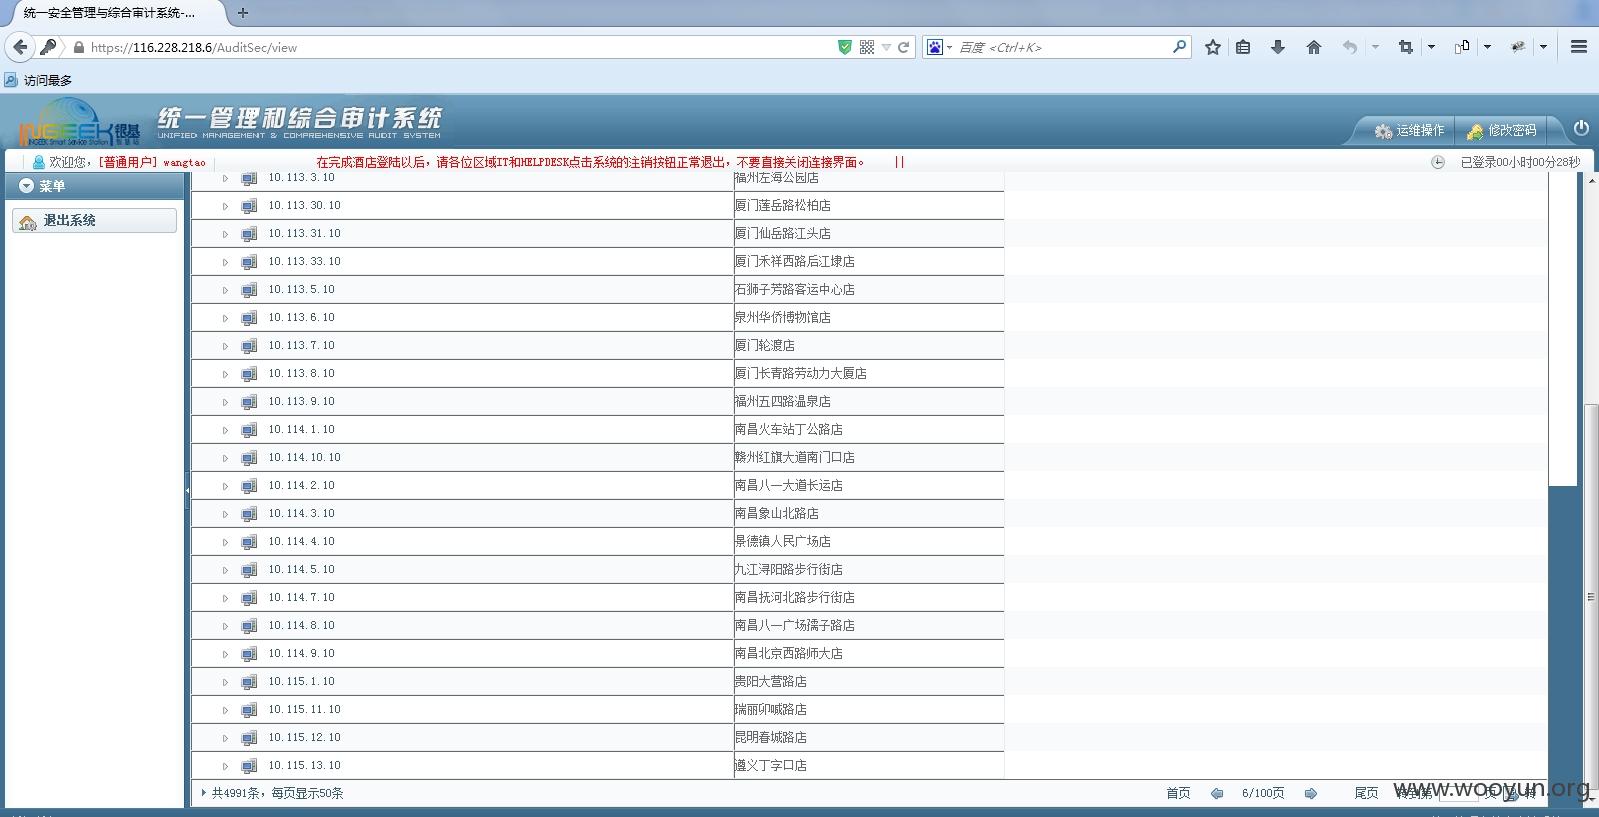 统一安全管理与综合审计系统-...
https://116.228.218.6/AuditSec/view
百度 <Ctrl+K>
访问最多
INGEEK 银基
INGEEK Smart Service Station
统一管理和综合审计系统
UNIFIED MANAGEMENT & COMPREHENSIVE AUDIT SYSTEM
运维操作
修改密码
欢迎您，[普通用户] wangtao
在完成酒店登陆以后，请各位区域IT和HELPDESK点击系统的注销按钮正常退出，不要直接关闭连接界面。 ||
已登录00小时00分28秒
菜单
退出系统
10.113.3.10 福州左海公园店
10.113.30.10 厦门莲岳路松柏店
10.113.31.10 厦门仙岳路江头店
10.113.33.10 厦门禾祥西路后江埭店
10.113.5.10 石狮子芳路客运中心店
10.113.6.10 泉州华侨博物馆店
10.113.7.10 厦门轮渡店
10.113.8.10 厦门长青路劳动力大厦店
10.113.9.10 福州五四路温泉店
10.114.1.10 南昌火车站丁公路店
10.114.10.10 赣州红旗大道南门口店
10.114.2.10 南昌八一大道长运店
10.114.3.10 南昌象山北路店
10.114.4.10 景德镇人民广场店
10.114.5.10 九江浔阳路步行街店
10.114.7.10 南昌抚河北路步行街店
10.114.8.10 南昌八一广场孺子路店
10.114.9.10 南昌北京西路师大店
10.115.1.10 贵阳大营路店
10.115.11.10 瑞丽卯喊路店
10.115.12.10 昆明春城路店
10.115.13.10 遵义丁字口店
共4991条，每页显示50条
首页 6/100页 尾页 转到第 页 转
www.wooyun.org